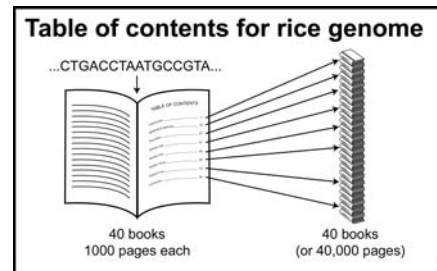 Table of contents for rice genome
...CTGACCTAATGCCGTA...
TABLE OF CONTENTS
40 books
1000 pages each
40 books
(or 40,000 pages)